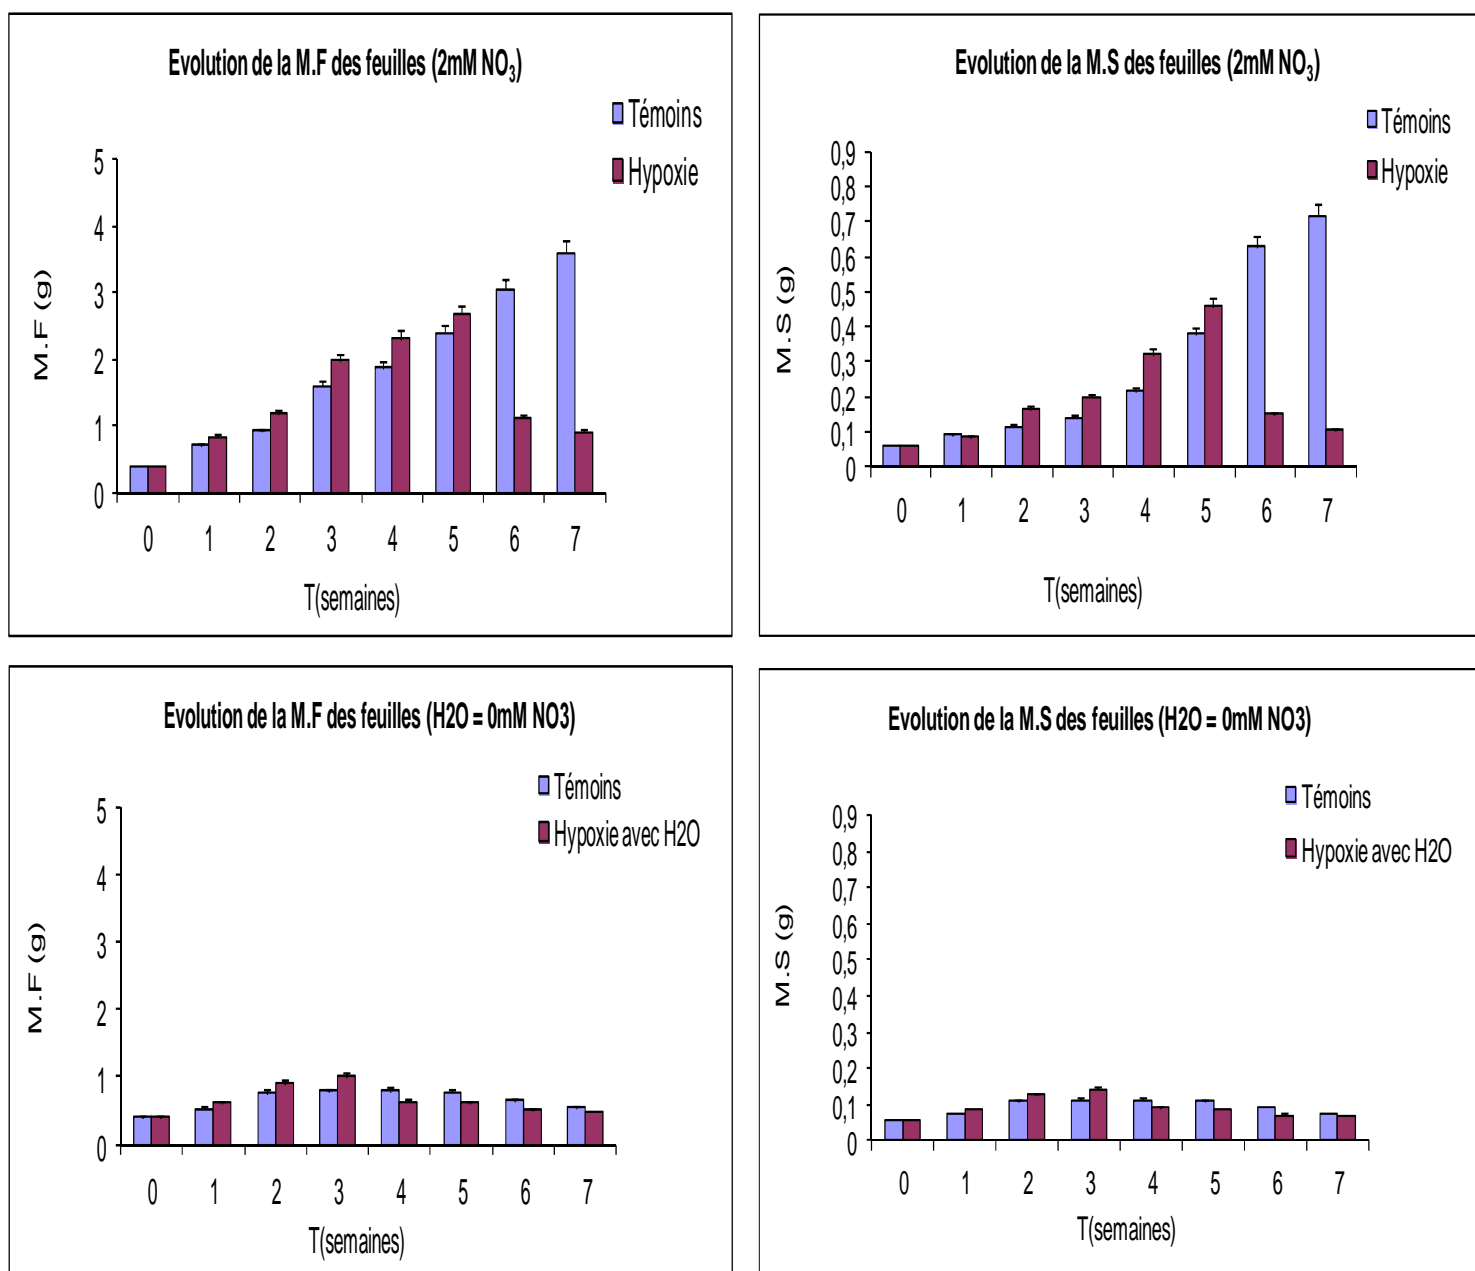 Evolution de la M.F des feuilles (2mM NO3)
Témoins
Hypoxie
5
4
3
2
1
0
M.F (g)
0 1 2 3 4 5 6 7
T(semaines)
Evolution de la M.S des feuilles (2mM NO3)
Témoins
Hypoxie
0,9
0,8
0,7
0,6
0,5
0,4
0,3
0,2
0,1
0
M.S (g)
0 1 2 3 4 5 6 7
T(semaines)
Evolution de la M.F des feuilles (H2O = 0mM NO3)
Témoins
Hypoxie avec H2O
5
4
3
2
1
0
M.F (g)
0 1 2 3 4 5 6 7
T(semaines)
Evolution de la M.S des feuilles (H2O = 0mM NO3)
Témoins
Hypoxie avec H2O
0,9
0,8
0,7
0,6
0,5
0,4
0,3
0,2
0,1
0
M.S (g)
0 1 2 3 4 5 6 7
T(semaines)